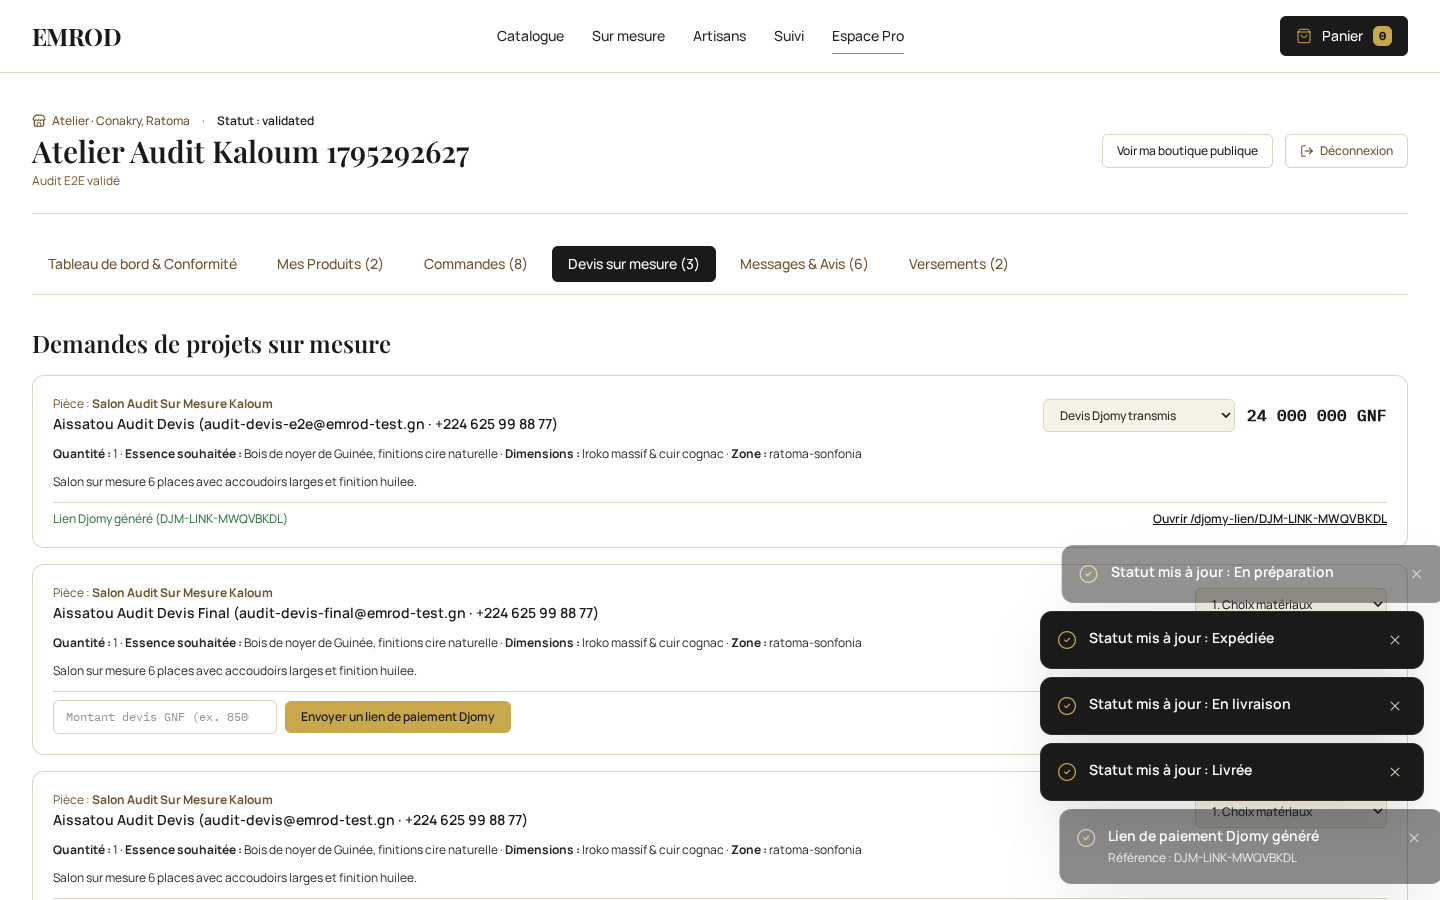 EMROD
Catalogue
Sur mesure
Artisans
Suivi
Espace Pro
Panier 0
Atelier · Conakry, Ratoma · Statut : validated
Atelier Audit Kaloum 1795292627
Audit E2E validé
Voir ma boutique publique
Déconnexion
Tableau de bord & Conformité
Mes Produits (2)
Commandes (8)
Devis sur mesure (3)
Messages & Avis (6)
Versements (2)
Demandes de projets sur mesure
Pièce : Salon Audit Sur Mesure Kaloum
Aissatou Audit Devis (audit-devis-e2e@emrod-test.gn · +224 625 99 88 77)
Devis Djomy transmis
24 000 000 GNF
Quantité : 1 · Essence souhaitée : Bois de noyer de Guinée, finitions cire naturelle · Dimensions : Iroko massif & cuir cognac · Zone : ratoma-sonfonia
Salon sur mesure 6 places avec accoudoirs larges et finition huilee.
Lien Djomy généré (DJM-LINK-MWQVBKDL)
Ouvrir /djomy-lien/DJM-LINK-MWQVBKDL
Pièce : Salon Audit Sur Mesure Kaloum
Aissatou Audit Devis Final (audit-devis-final@emrod-test.gn · +224 625 99 88 77)
1. Choix matériaux
Quantité : 1 · Essence souhaitée : Bois de noyer de Guinée, finitions cire naturelle · Dimensions : Iroko massif & cuir cognac · Zone : ratoma-sonfonia
Salon sur mesure 6 places avec accoudoirs larges et finition huilee.
Montant devis GNF (ex. 850
Envoyer un lien de paiement Djomy
Pièce : Salon Audit Sur Mesure Kaloum
Aissatou Audit Devis (audit-devis@emrod-test.gn · +224 625 99 88 77)
1. Choix matériaux
Quantité : 1 · Essence souhaitée : Bois de noyer de Guinée, finitions cire naturelle · Dimensions : Iroko massif & cuir cognac · Zone : ratoma-sonfonia
Salon sur mesure 6 places avec accoudoirs larges et finition huilee.
Statut mis à jour : En préparation
Statut mis à jour : Expédiée
Statut mis à jour : En livraison
Statut mis à jour : Livrée
Lien de paiement Djomy généré
Référence : DJM-LINK-MWQVBKDL